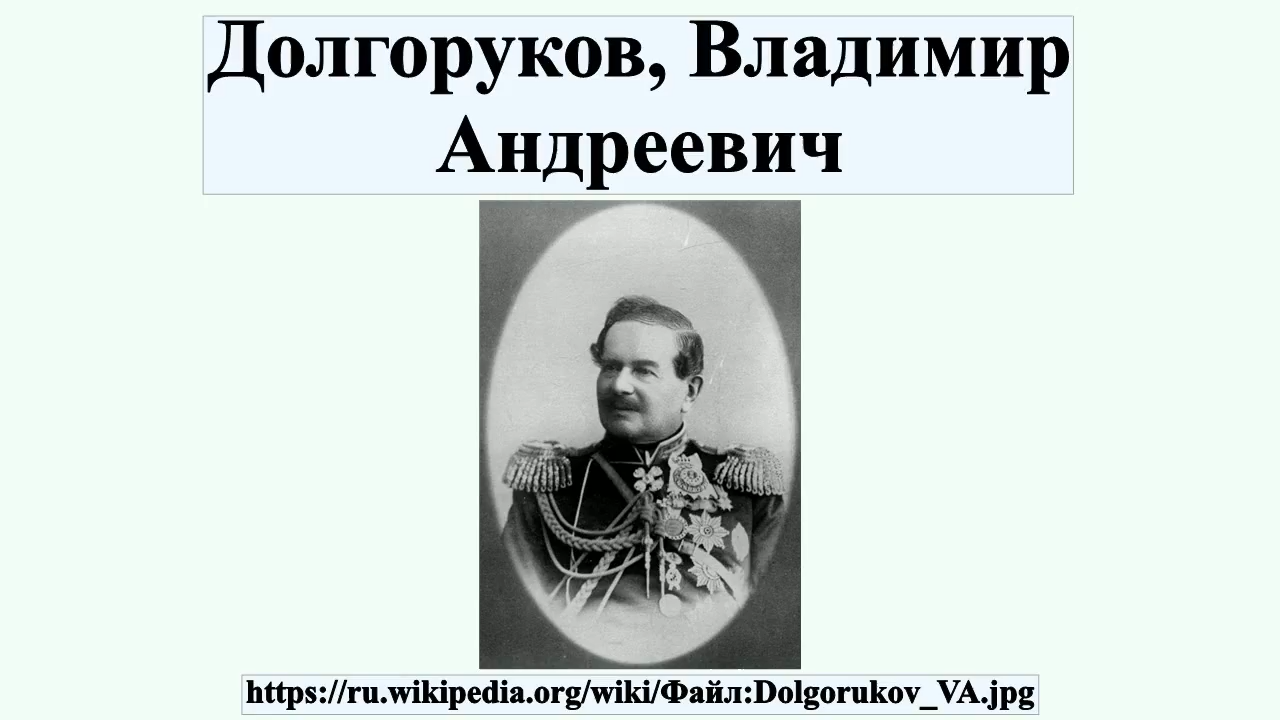 Долгоруков, Владимир
Андреевич
https://ru.wikipedia.org/wiki/Файл:Dolgorukov_VA.jpg